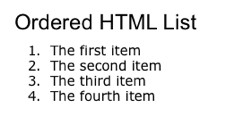 Ordered HTML List
1. The first item
2. The second item
3. The third item
4. The fourth item